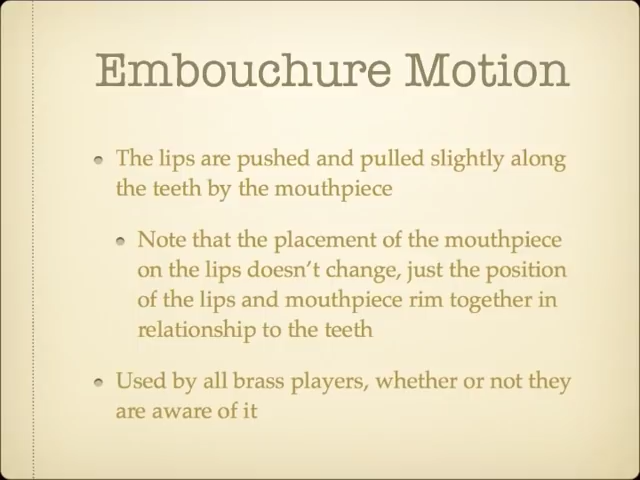 Embouchure Motion
The lips are pushed and pulled slightly along
the teeth by the mouthpiece
Note that the placement of the mouthpiece
on the lips doesn't change, just the position
of the lips and mouthpiece rim together in
relationship to the teeth
Used by all brass players, whether or not they
are aware of it